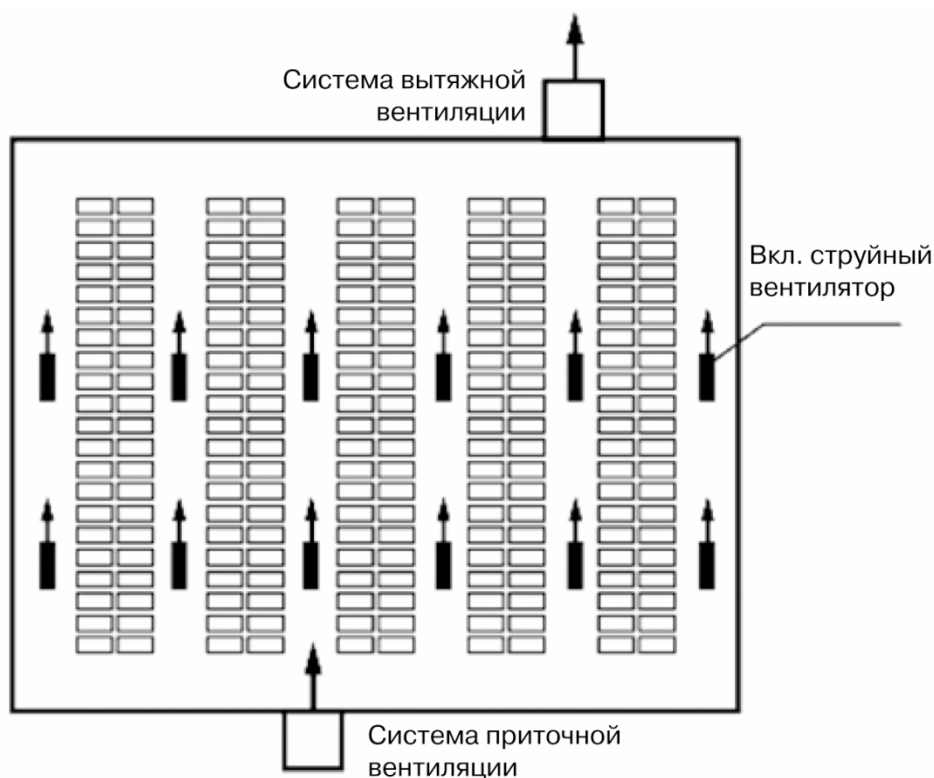 Система вытяжной
вентиляции
Вкл. струйный
вентилятор
Система приточной
вентиляции